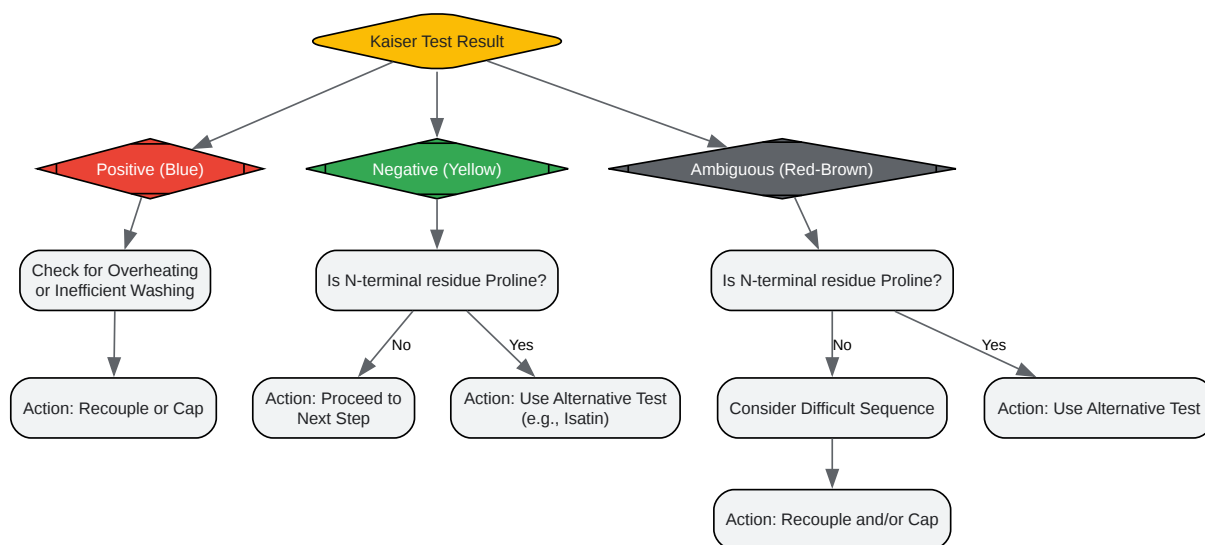 Kaiser Test Result
Positive (Blue)
Negative (Yellow)
Ambiguous (Red-Brown)
Check for Overheating
or Inefficient Washing
Is N-terminal residue Proline?
Is N-terminal residue Proline?
No
Yes
No
Yes
Action: Recouple or Cap
Action: Proceed to
Next Step
Action: Use Alternative Test
(e.g., Isatin)
Consider Difficult Sequence
Action: Use Alternative Test
Action: Recouple and/or Cap